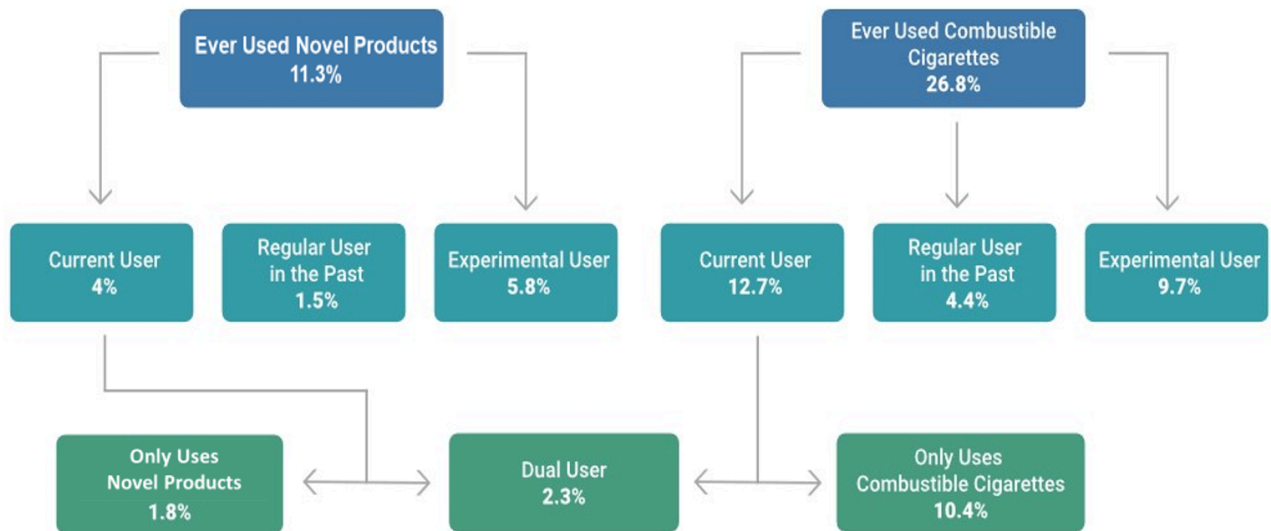 Ever Used Novel Products
11.3%
Ever Used Combustible
Cigarettes
26.8%
Current User
4%
Regular User
in the Past
1.5%
Experimental User
5.8%
Current User
12.7%
Regular User
in the Past
4.4%
Experimental User
9.7%
Only Uses
Novel Products
1.8%
Dual User
2.3%
Only Uses
Combustible Cigarettes
10.4%